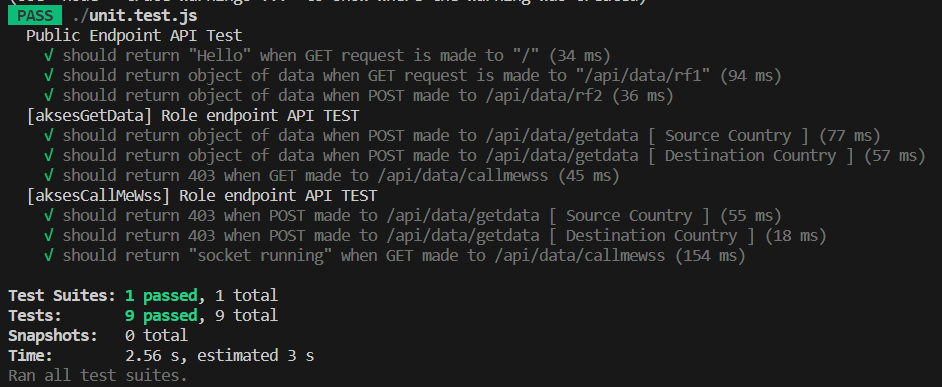 PASS ./unit.test.js
Public Endpoint API Test
√ should return "Hello" when GET request is made to "/" (34 ms)
√ should return object of data when GET request is made to "/api/data/rf1" (94 ms)
√ should return object of data when POST made to /api/data/rf2 (36 ms)
[aksesGetData] Role endpoint API TEST
√ should return object of data when POST made to /api/data/getdata [ Source Country ] (77 ms)
√ should return object of data when POST made to /api/data/getdata [ Destination Country ] (57 ms)
√ should return 403 when GET made to /api/data/callmewss (45 ms)
[aksesCallMeWss] Role endpoint API TEST
√ should return 403 when POST made to /api/data/getdata [ Source Country ] (55 ms)
√ should return 403 when POST made to /api/data/getdata [ Destination Country ] (18 ms)
√ should return "socket running" when GET made to /api/data/callmewss (154 ms)
Test Suites: 1 passed, 1 total
Tests: 9 passed, 9 total
Snapshots: 0 total
Time: 2.56 s, estimated 3 s
Ran all test suites.